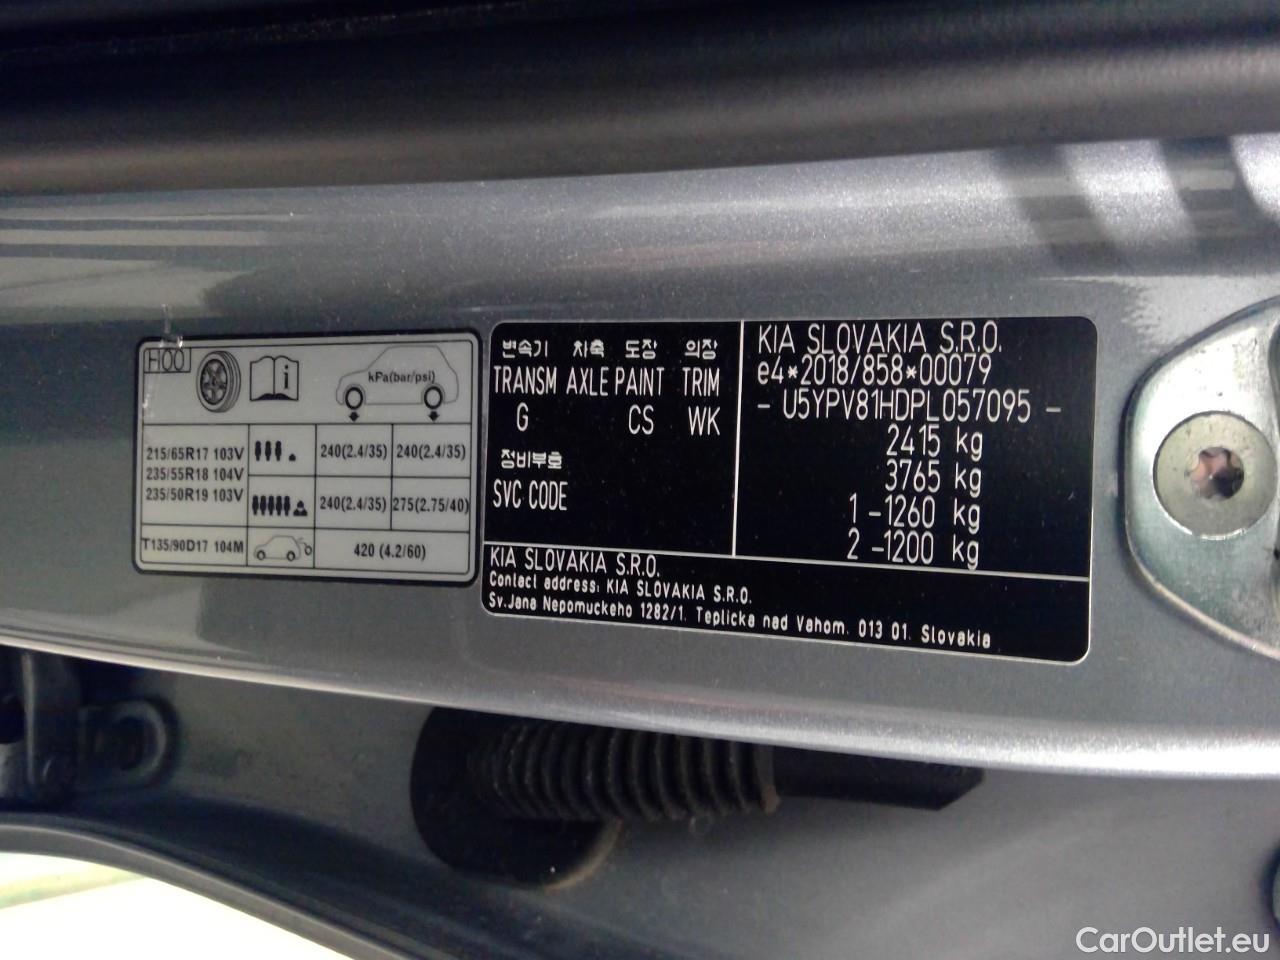 H00
kPa(bar/psi)
215/65R17 103V
235/55R18 104V
235/50R19 103V
240(2.4/35) 240(2.4/35)
240(2.4/35) 275(2.75/40)
T135/90D17 104M
420 (4.2/60)
변속기 차축 도장 의장
TRANSM AXLE PAINT TRIM
G CS WK
정비부호
SVC CODE
KIA SLOVAKIA S.R.O.
e4*2018/858*00079
- U5YPV81HDPL057095 -
2415 kg
3765 kg
1 -1260 kg
2 -1200 kg
KIA SLOVAKIA S.R.O.
Contact address: KIA SLOVAKIA S.R.O.
Sv.Jana Nepomuckeho 1282/1. Teplicka nad Vahom. 013 01. Slovakia
CarOutlet.eu